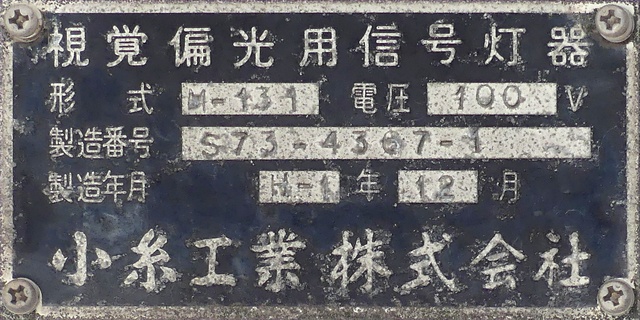 視覚偏光用信号灯器
形 式 H-131 電圧 100 V
製造番号 S73-4367-1
製造年月 H-1 年 12 月
小糸工業株式会社